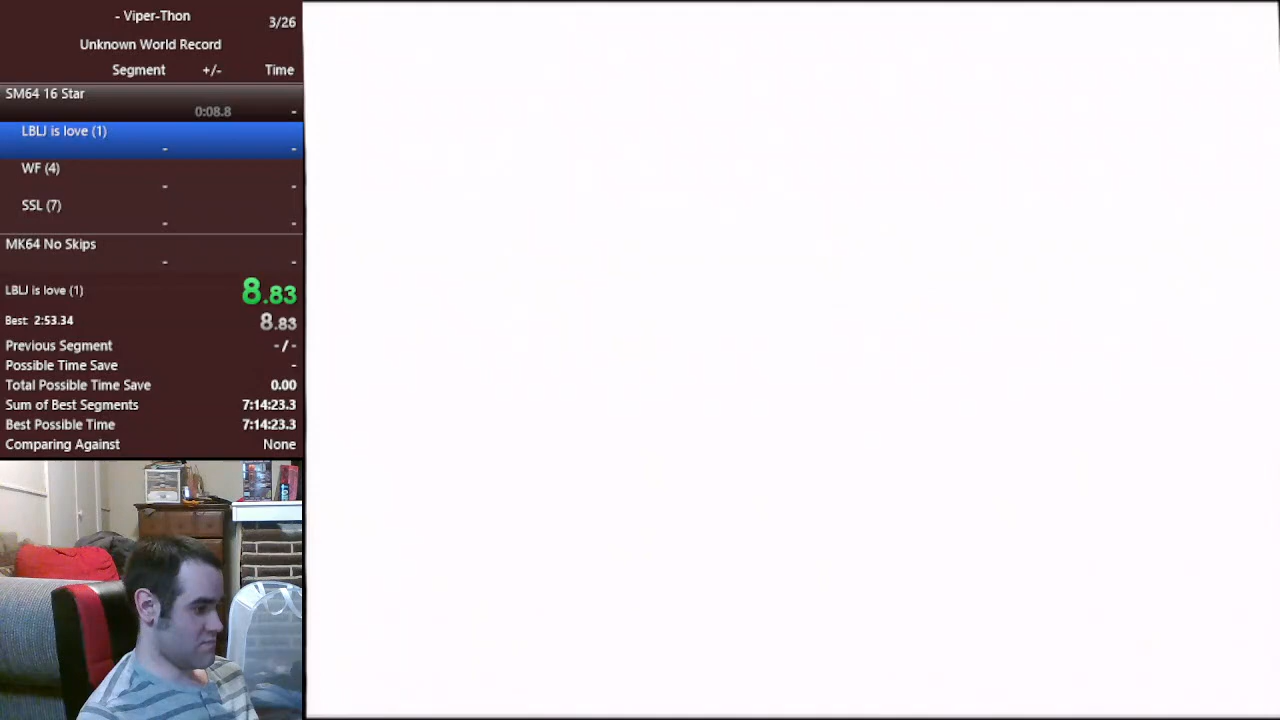 - Viper-Thon
3/26
Unknown World Record
Segment +/- Time
SM64 16 Star
0:08.8 -
LBLJ is love (1)
- -
WF (4)
- -
SSL (7)
- -
MK64 No Skips
- -
LBLJ is love (1) 8.83
Best: 2:53.34 8.83
Previous Segment - / -
Possible Time Save -
Total Possible Time Save 0.00
Sum of Best Segments 7:14:23.3
Best Possible Time 7:14:23.3
Comparing Against None